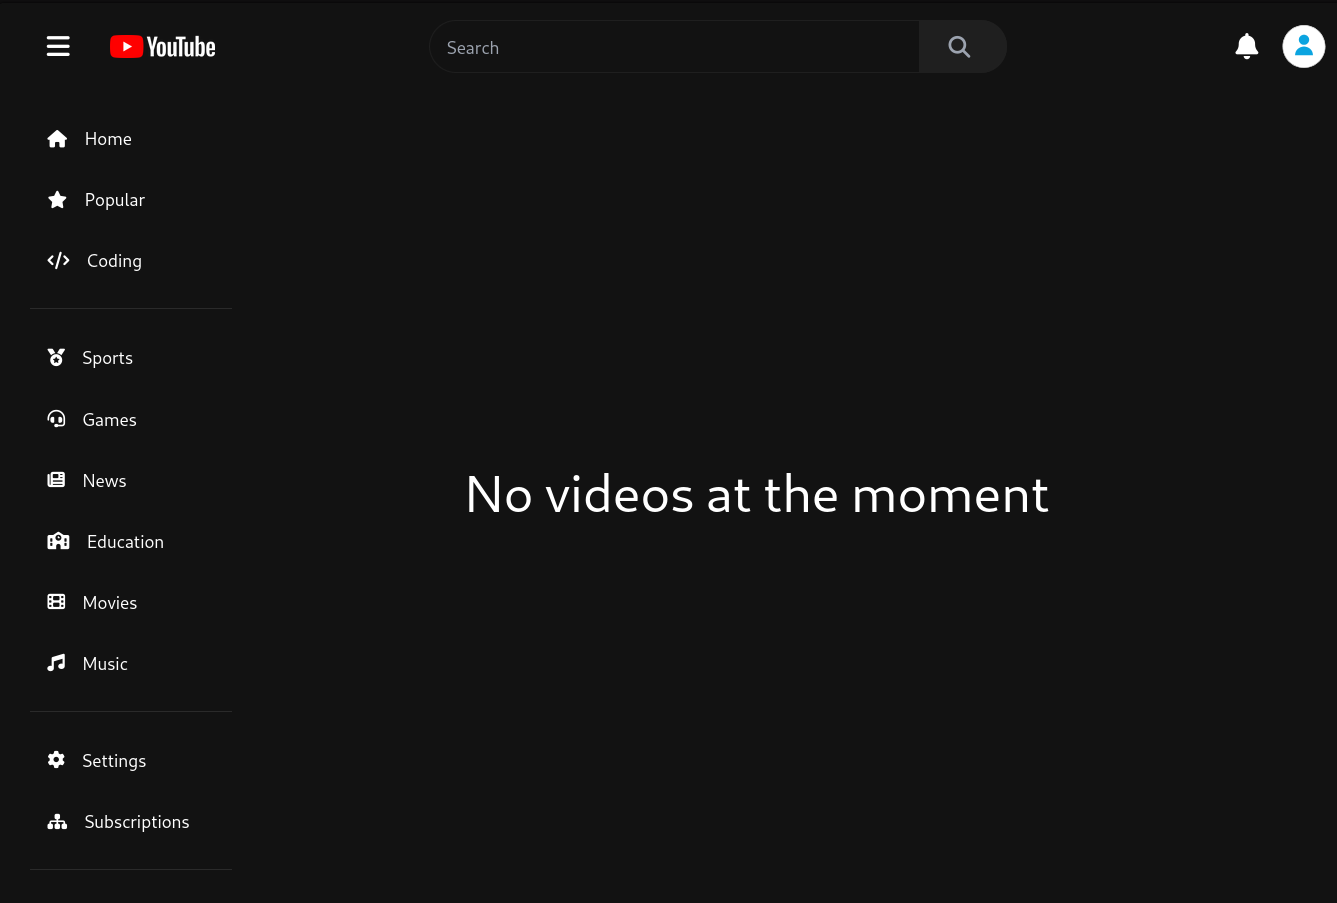 YouTube
Search
Home
Popular
Coding
Sports
Games
News
Education
Movies
Music
Settings
Subscriptions
No videos at the moment